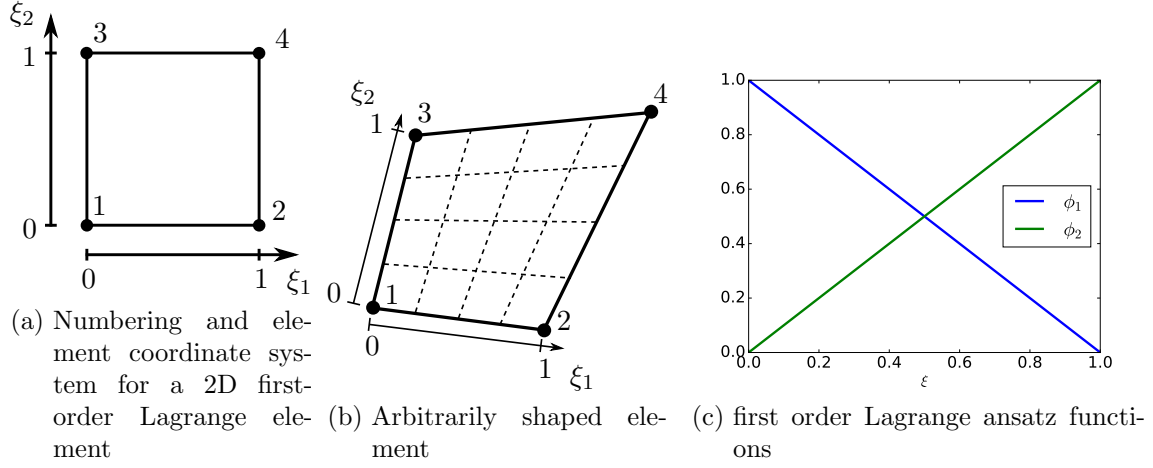 ξ₂
3
4
1
1
2
0
0
1
ξ₁
(a) Numbering and ele-
ment coordinate sys-
tem for a 2D first-
order Lagrange ele-
ment
ξ₂
1
3
4
0
1
2
0
1
ξ₁
(b) Arbitrarily shaped ele-
ment
1.0
0.8
0.6
0.4
0.2
0.0
0.0
0.2
0.4
0.6
0.8
1.0
ξ
ϕ₁
ϕ₂
(c) first order Lagrange ansatz functi-
ons